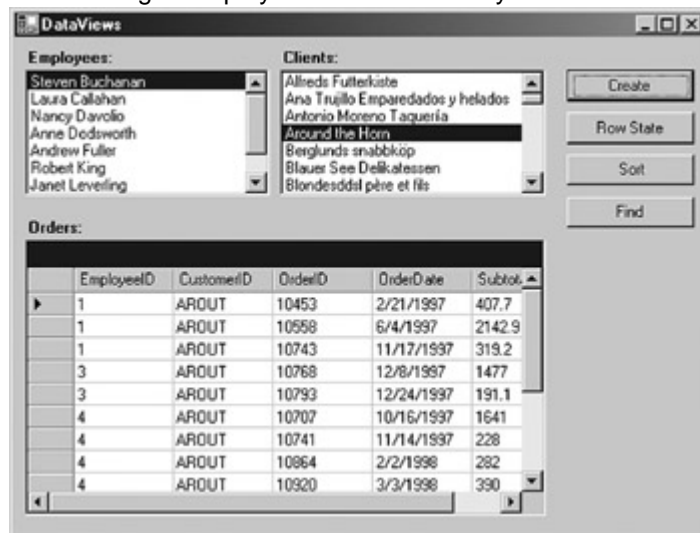 DataViews
Employees:
Steven Buchanan
Laura Callahan
Nancy Davolio
Anne Dodsworth
Andrew Fuller
Robert King
Janet Leverling
Clients:
Alfreds Futterkiste
Ana Trujillo Emparedados y helados
Antonio Moreno Taquería
Around the Horn
Berglunds snabbköp
Blauer See Delikatessen
Blondesddsl père et fils
Create
Row State
Sort
Find
Orders:
EmployeeID CustomerID OrderID OrderDate Subtot
1 AROUT 10453 2/21/1997 407.7
1 AROUT 10558 6/4/1997 2142.9
1 AROUT 10743 11/17/1997 319.2
3 AROUT 10768 12/8/1997 1477
3 AROUT 10793 12/24/1997 191.1
4 AROUT 10707 10/16/1997 1641
4 AROUT 10741 11/14/1997 228
4 AROUT 10864 2/2/1998 282
4 AROUT 10920 3/3/1998 390